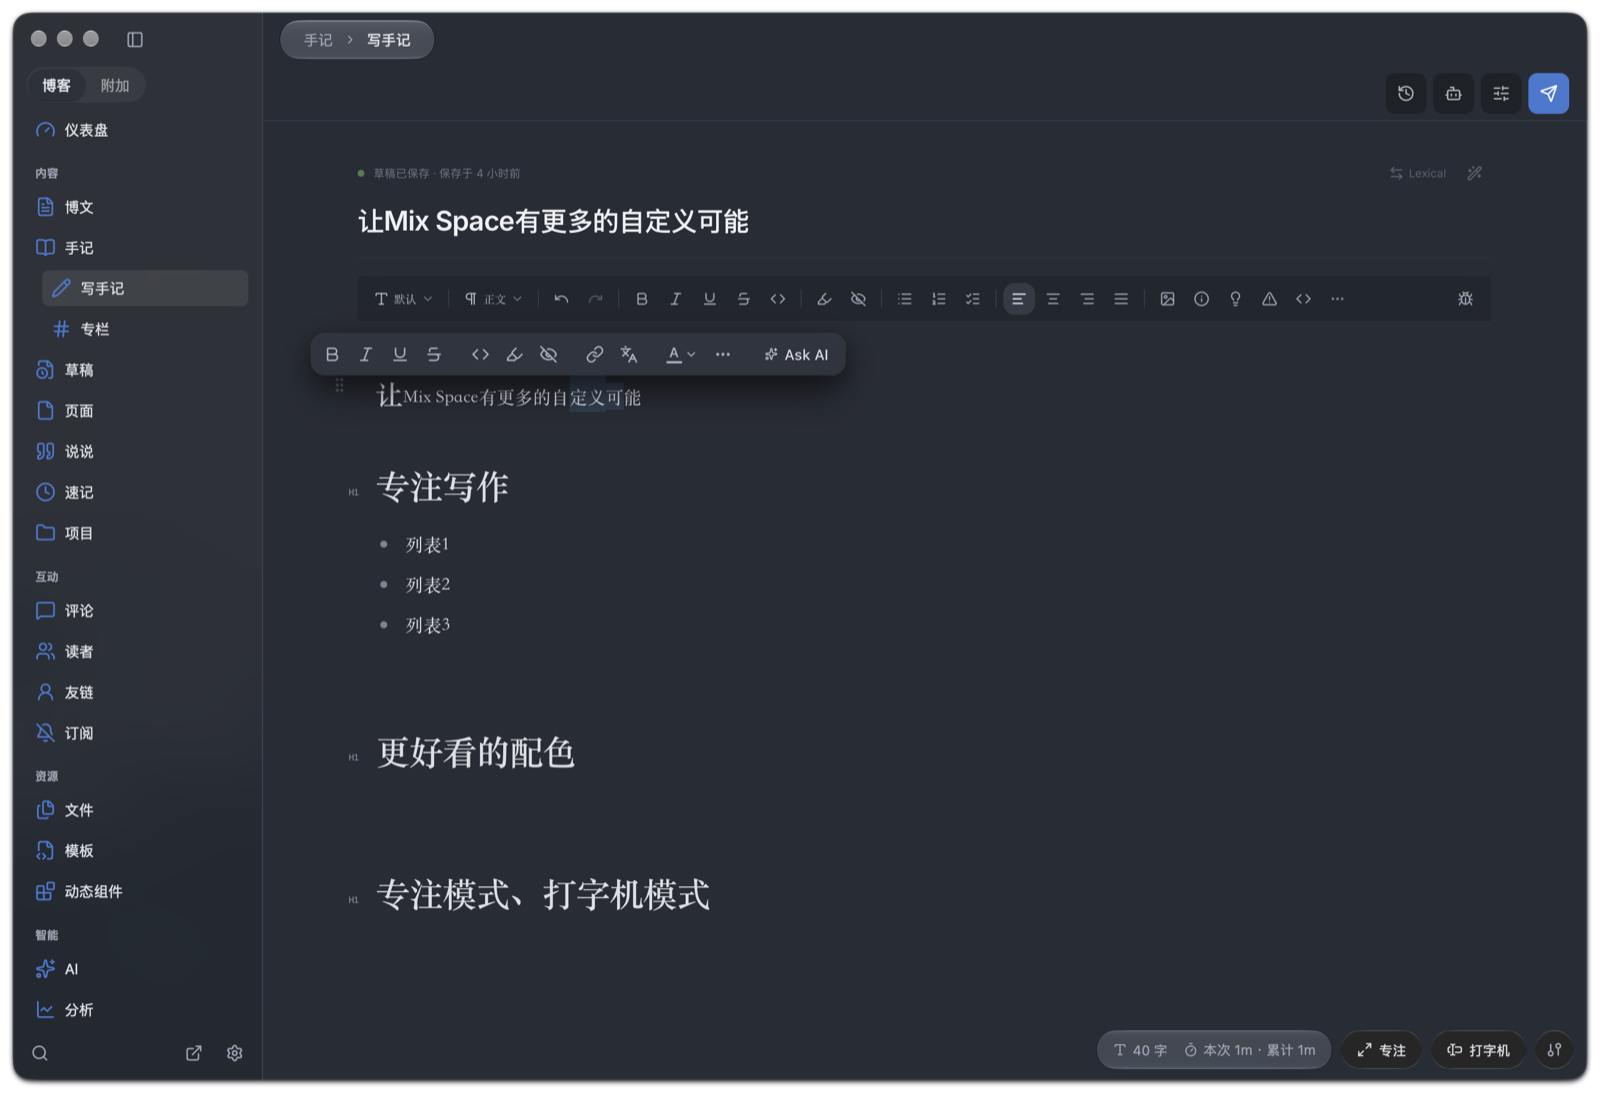 博客 附加
仪表盘
内容
博文
手记
写手记
专栏
草稿
页面
说说
速记
项目
互动
评论
读者
友链
订阅
资源
文件
模板
动态组件
智能
AI
分析
手记 > 写手记
草稿已保存 · 保存于 4 小时前
Lexical
让Mix Space有更多的自定义可能
默认 正文
Ask AI
让Mix Space有更多的自定义可能
H1 专注写作
列表1
列表2
列表3
H1 更好看的配色
H1 专注模式、打字机模式
40 字 本次 1m · 累计 1m 专注 打字机